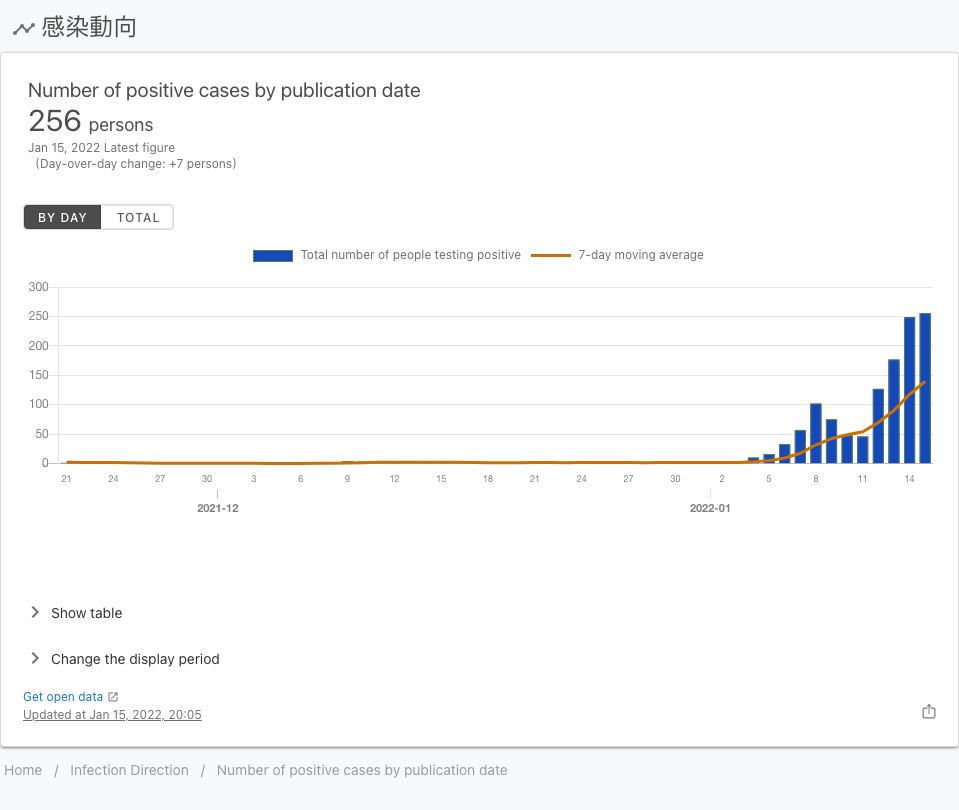 感染動向
Number of positive cases by publication date
256 persons
Jan 15, 2022 Latest figure
(Day-over-day change: +7 persons)
BY DAY TOTAL
Total number of people testing positive 7-day moving average
300
250
200
150
100
50
0
21 24 27 30 3 6 9 12 15 18 21 24 27 30 2 5 8 11 14
2021-12 2022-01
Show table
Change the display period
Get open data
Updated at Jan 15, 2022, 20:05
Home / Infection Direction / Number of positive cases by publication date